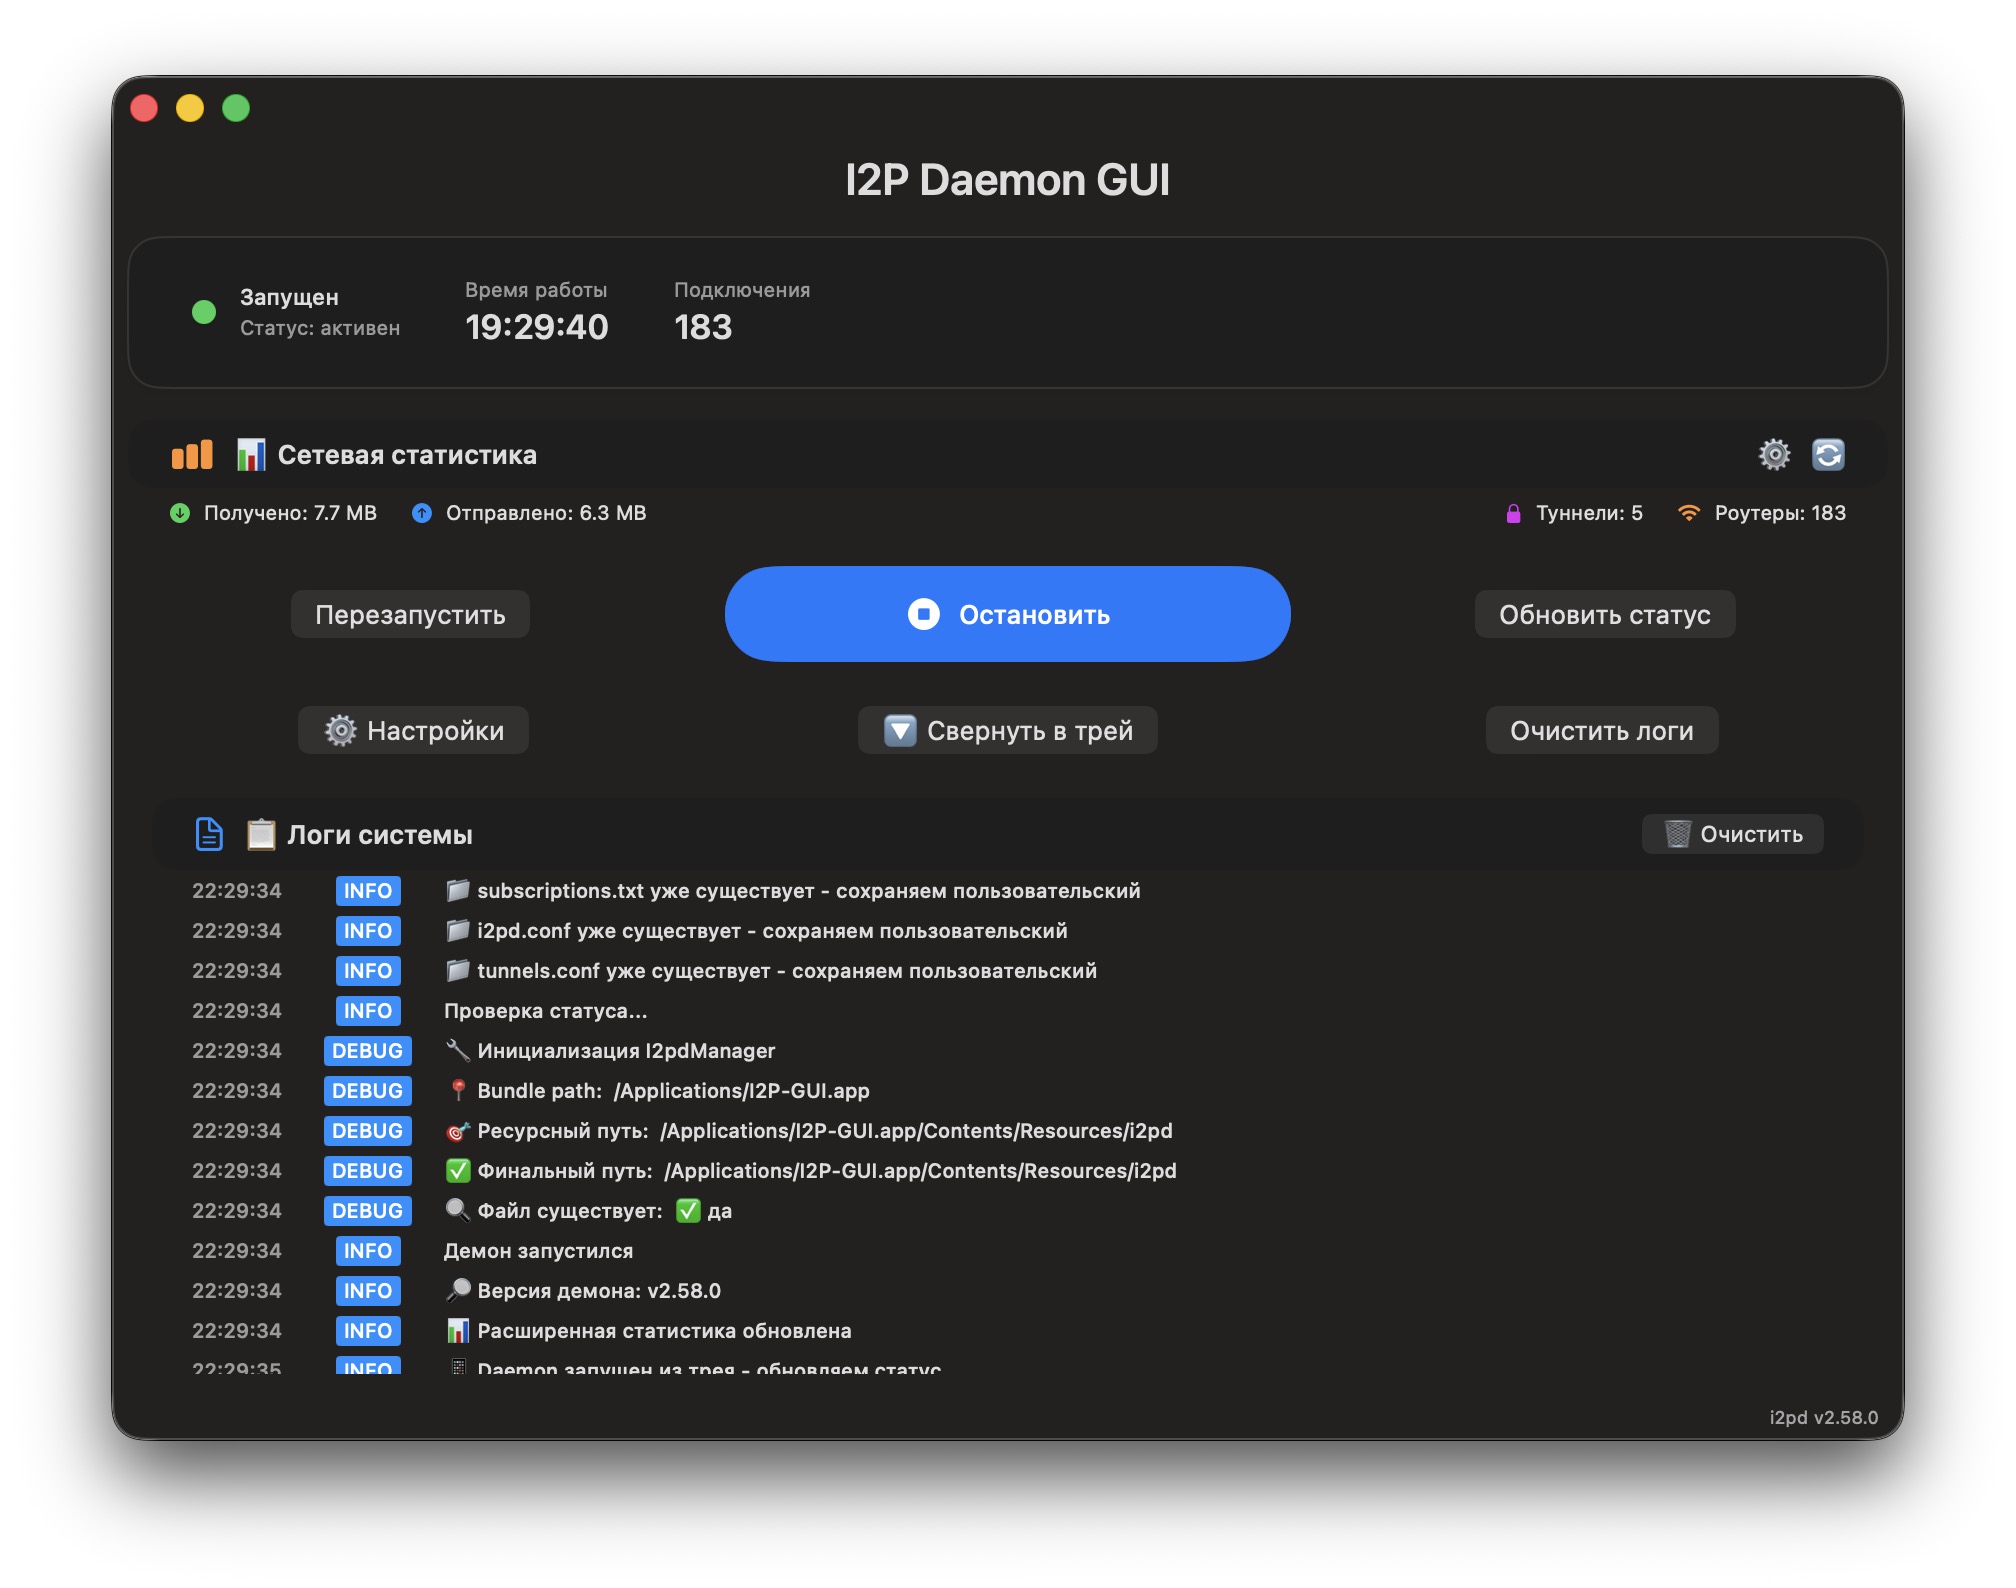 I2P Daemon GUI
Запущен
Статус: активен
Время работы
19:29:40
Подключения
183
📊 Сетевая статистика
Получено: 7.7 MB
Отправлено: 6.3 MB
Туннели: 5
Роутеры: 183
Перезапустить
Остановить
Обновить статус
⚙️ Настройки
🔽 Свернуть в трей
Очистить логи
📋 Логи системы
🗑️ Очистить
22:29:34 INFO 📁 subscriptions.txt уже существует - сохраняем пользовательский
22:29:34 INFO 📁 i2pd.conf уже существует - сохраняем пользовательский
22:29:34 INFO 📁 tunnels.conf уже существует - сохраняем пользовательский
22:29:34 INFO Проверка статуса...
22:29:34 DEBUG 🔧 Инициализация I2pdManager
22:29:34 DEBUG 📍 Bundle path: /Applications/I2P-GUI.app
22:29:34 DEBUG 🎯 Ресурсный путь: /Applications/I2P-GUI.app/Contents/Resources/i2pd
22:29:34 DEBUG ✅ Финальный путь: /Applications/I2P-GUI.app/Contents/Resources/i2pd
22:29:34 DEBUG 🔍 Файл существует: ✅ да
22:29:34 INFO Демон запустился
22:29:34 INFO 🔎 Версия демона: v2.58.0
22:29:34 INFO 📊 Расширенная статистика обновлена
22:29:35 INFO 📱 Daemon запущен из трея - обновляем статус
i2pd v2.58.0